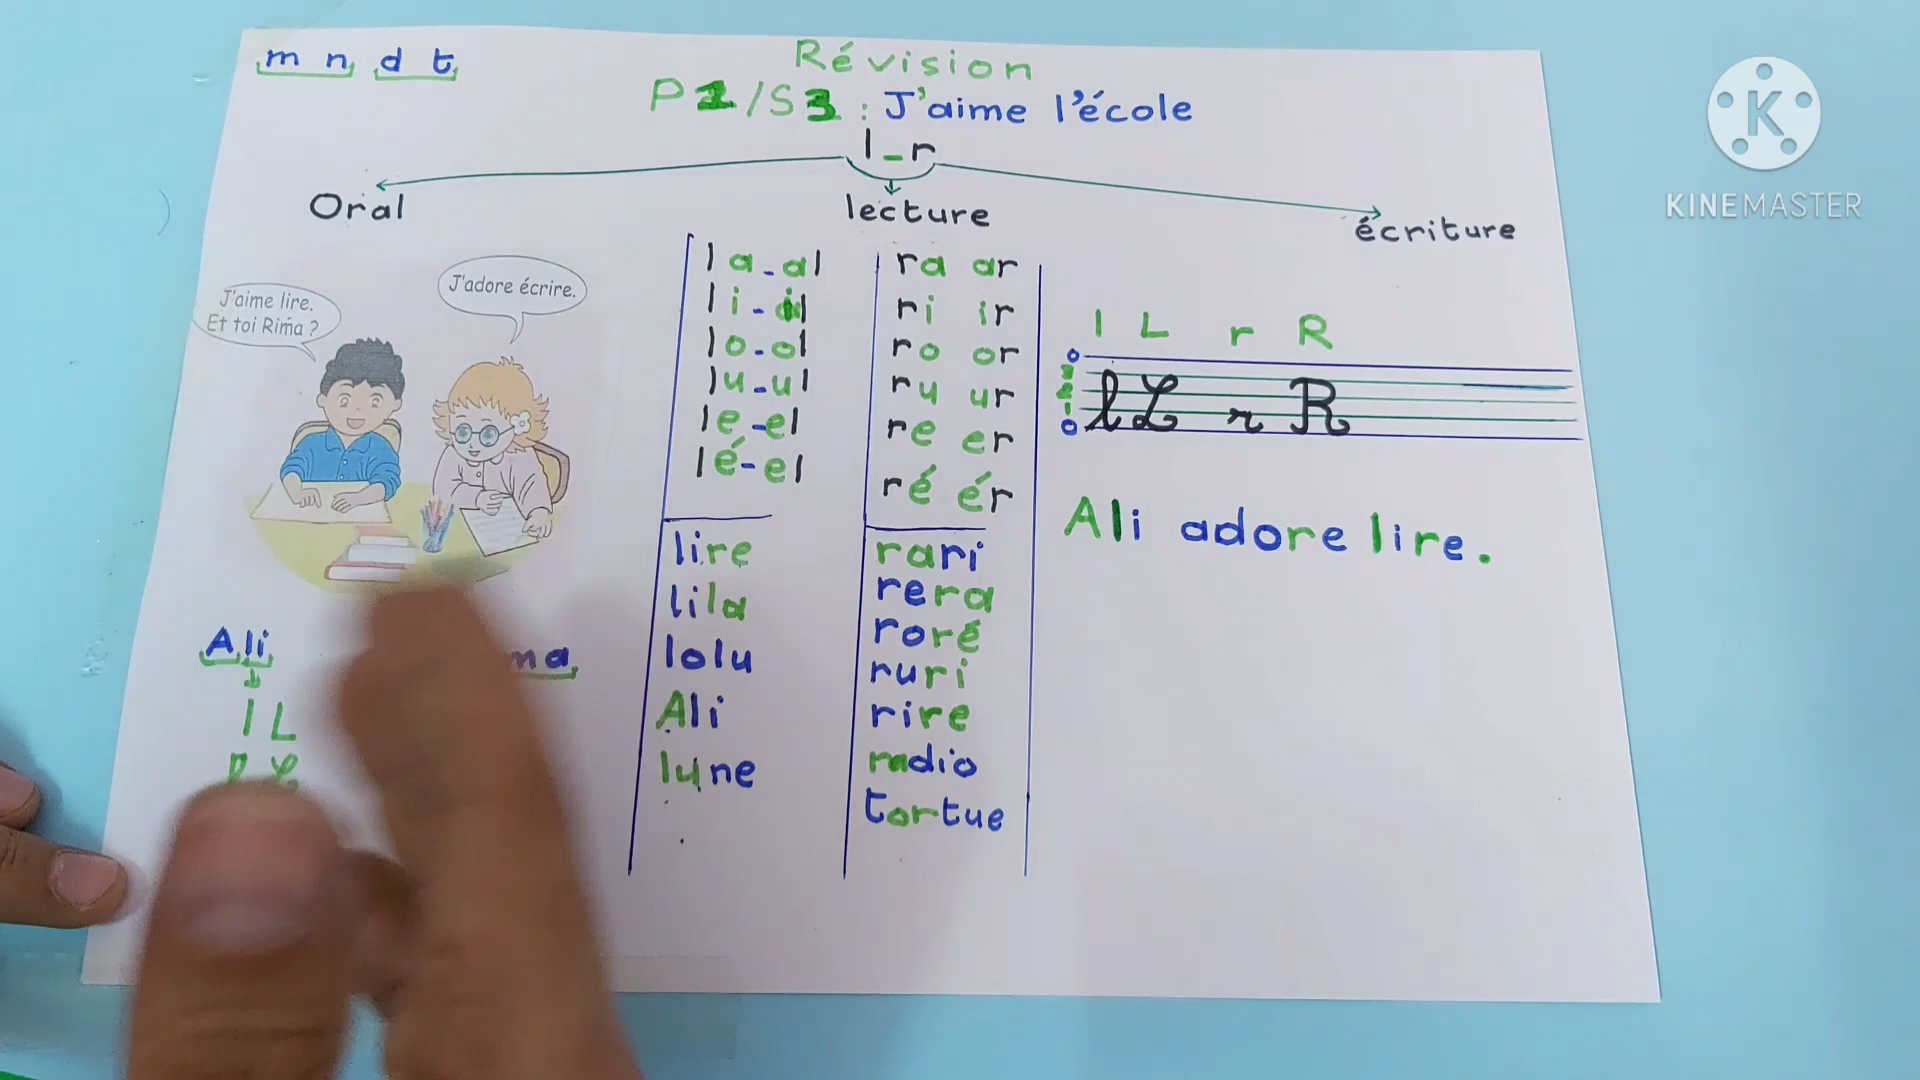 m n d t
Révision
P1/S3 : J'aime l'école
l_r
Oral
lecture
écriture
J'aime lire.
Et toi Rima ?
J'adore écrire.
Ali
l L
la_al
li-il
lo-ol
lu-ul
le-el
lé-el
lire
lila
lolu
Ali
lune
ra ar
ri ir
ro or
ru ur
re er
ré ér
rari
rera
roré
ruri
rire
radio
tortue
l L r R
l L r R
Ali adore lire.
K
KINEMASTER